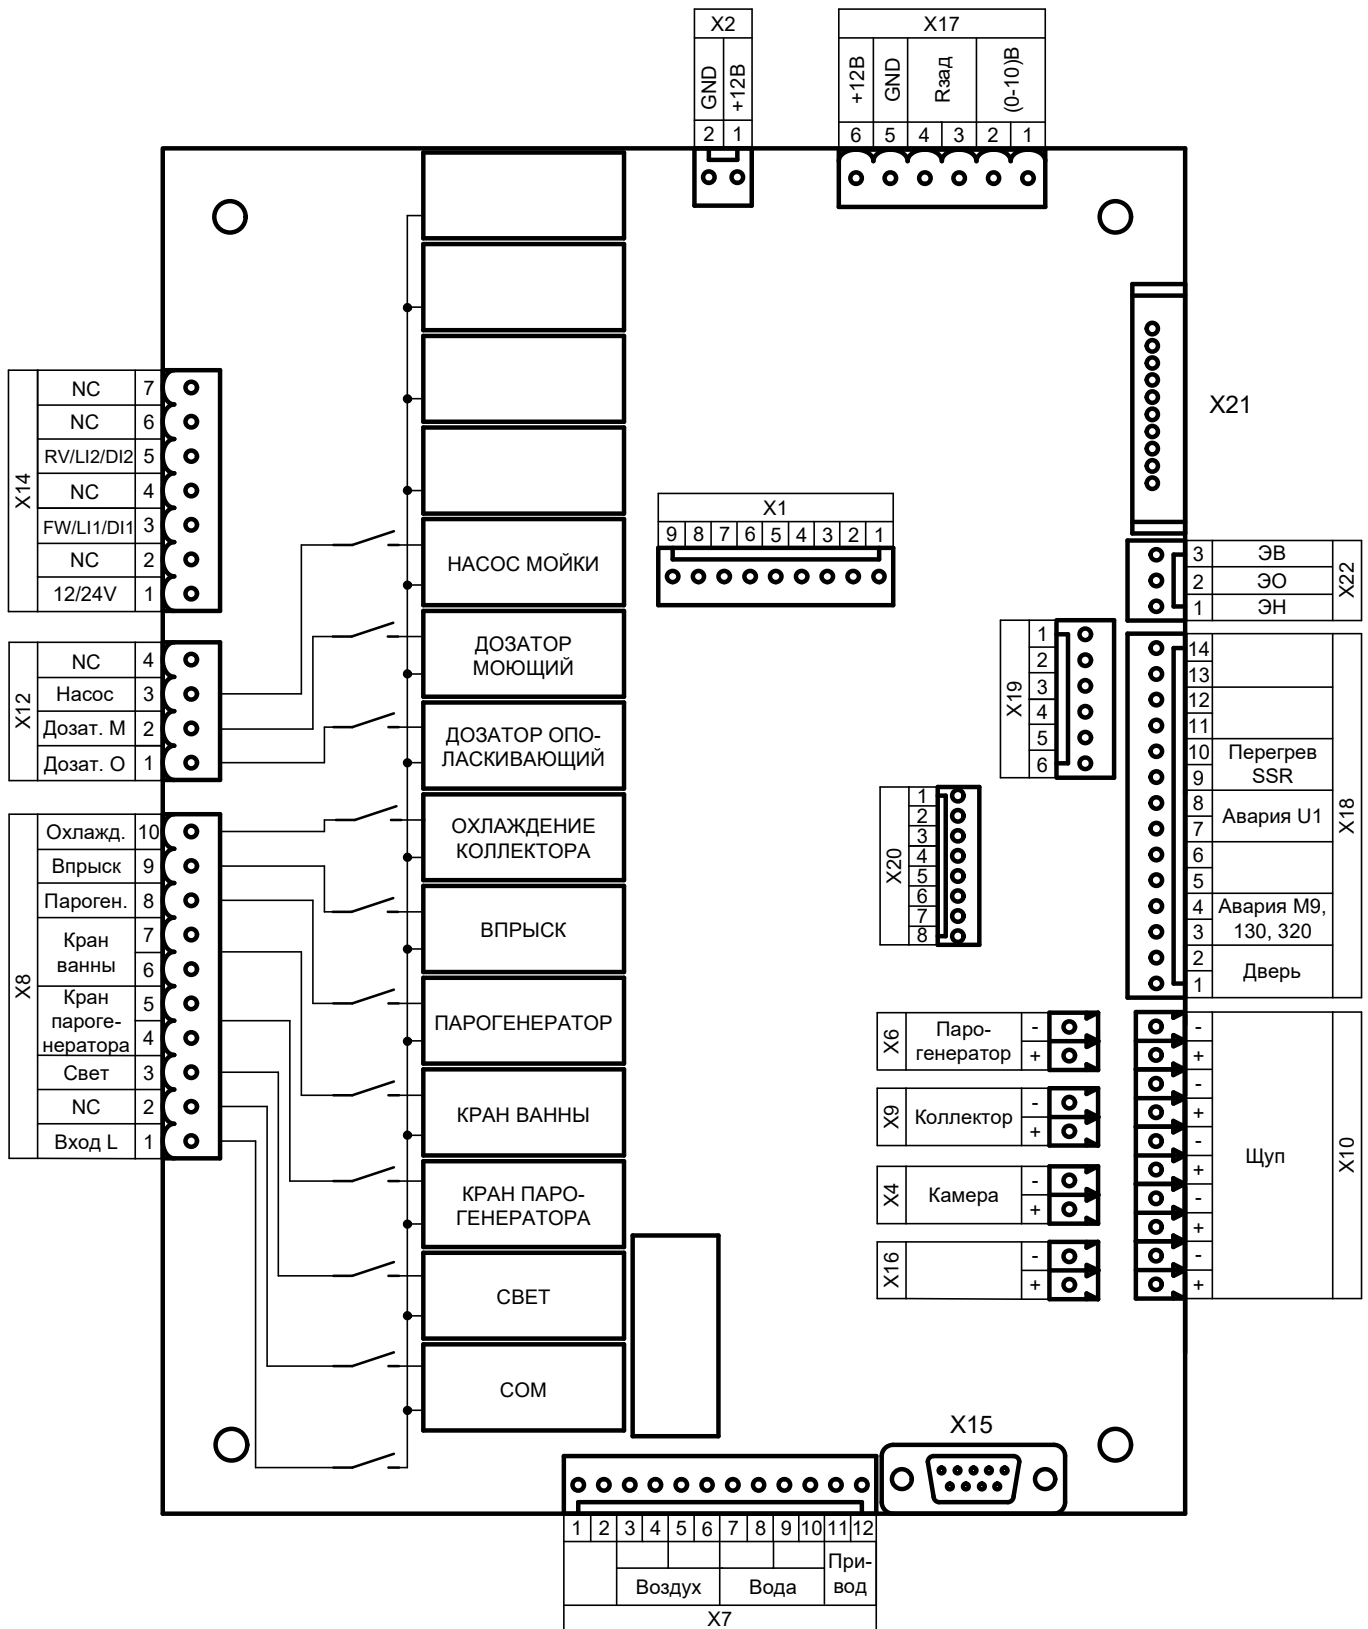 X2
GND
+12В
2 1
X17
+12В
GND
Rзад
(0-10)В
6 5 4 3 2 1
X14
NC 7
NC 6
RV/LI2/DI2 5
NC 4
FW/LI1/DI1 3
NC 2
12/24V 1
X12
NC 4
Насос 3
Дозат. М 2
Дозат. О 1
X8
Охлажд. 10
Впрыск 9
Пароген. 8
Кран
ванны
7
6
Кран
пароге-
нератора
5
4
Свет 3
NC 2
Вход L 1
НАСОС МОЙКИ
ДОЗАТОР
МОЮЩИЙ
ДОЗАТОР ОПО-
ЛАСКИВАЮЩИЙ
ОХЛАЖДЕНИЕ
КОЛЛЕКТОРА
ВПРЫСК
ПАРОГЕНЕРАТОР
КРАН ВАННЫ
КРАН ПАРО-
ГЕНЕРАТОРА
СВЕТ
COM
X1
9 8 7 6 5 4 3 2 1
X21
3 ЭВ
2 ЭО
1 ЭН
X22
X19
1
2
3
4
5
6
X20
1
2
3
4
5
6
7
8
14
13
12
11
10
9
Перегрев
SSR
8
7
Авария U1
6
5
4
3
Авария М9,
130, 320
2
1
Дверь
X18
X6
Паро-
генератор
-
+
X9
Коллектор
-
+
X4
Камера
-
+
X16
-
+
-
+
-
+
-
+
-
+
-
+
Щуп
X10
X15
1 2 3 4 5 6 7 8 9 10 11 12
Воздух
Вода
При-
вод
X7